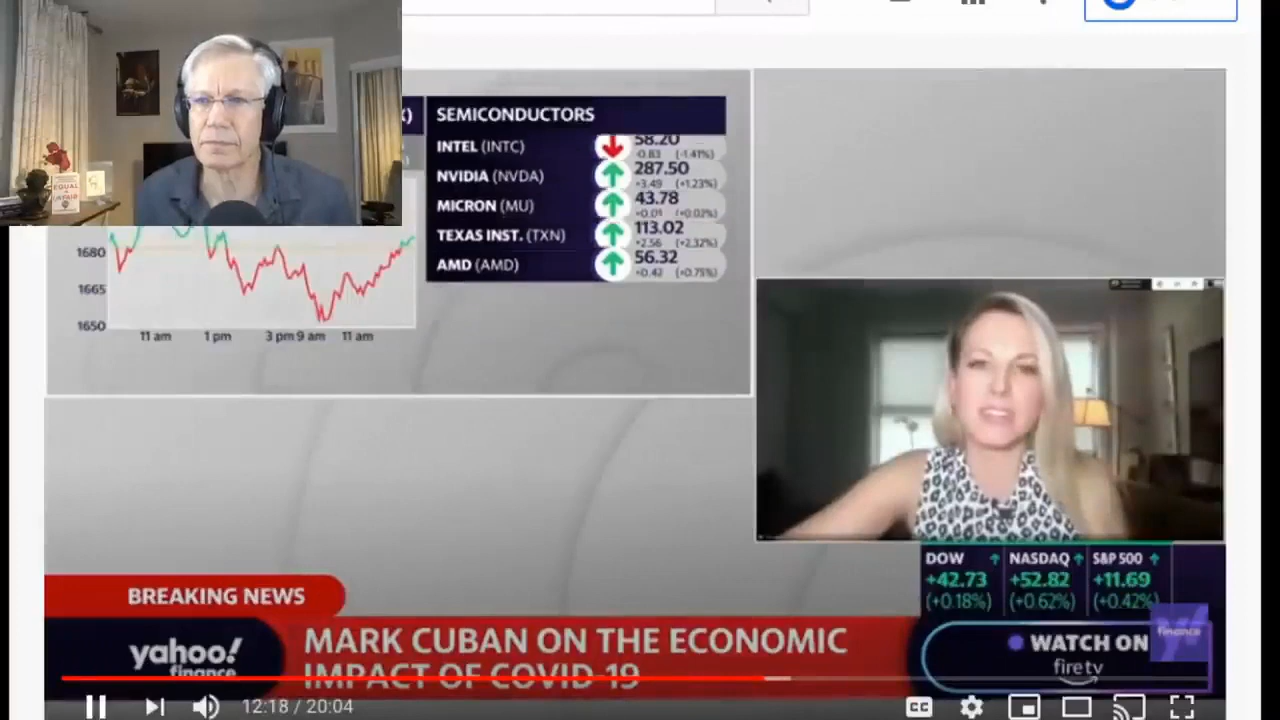 SEMICONDUCTORS
INTEL (INTC) 58.20
-0.83 (-1.41%)
NVIDIA (NVDA) 287.50
+3.49 (+1.23%)
MICRON (MU) 43.78
+0.01 (+0.02%)
TEXAS INST. (TXN) 113.02
+2.56 (+2.32%)
AMD (AMD) 56.32
+0.42 (+0.75%)
1680
1665
1650
11 am 1 pm 3 pm 9 am 11 am
DOW NASDAQ S&P 500
+42.73 +52.82 +11.69
(+0.18%) (+0.62%) (+0.42%)
BREAKING NEWS
yahoo!
finance
MARK CUBAN ON THE ECONOMIC
IMPACT OF COVID-19
WATCH ON
fire tv
finance
12:18 / 20:04
CC